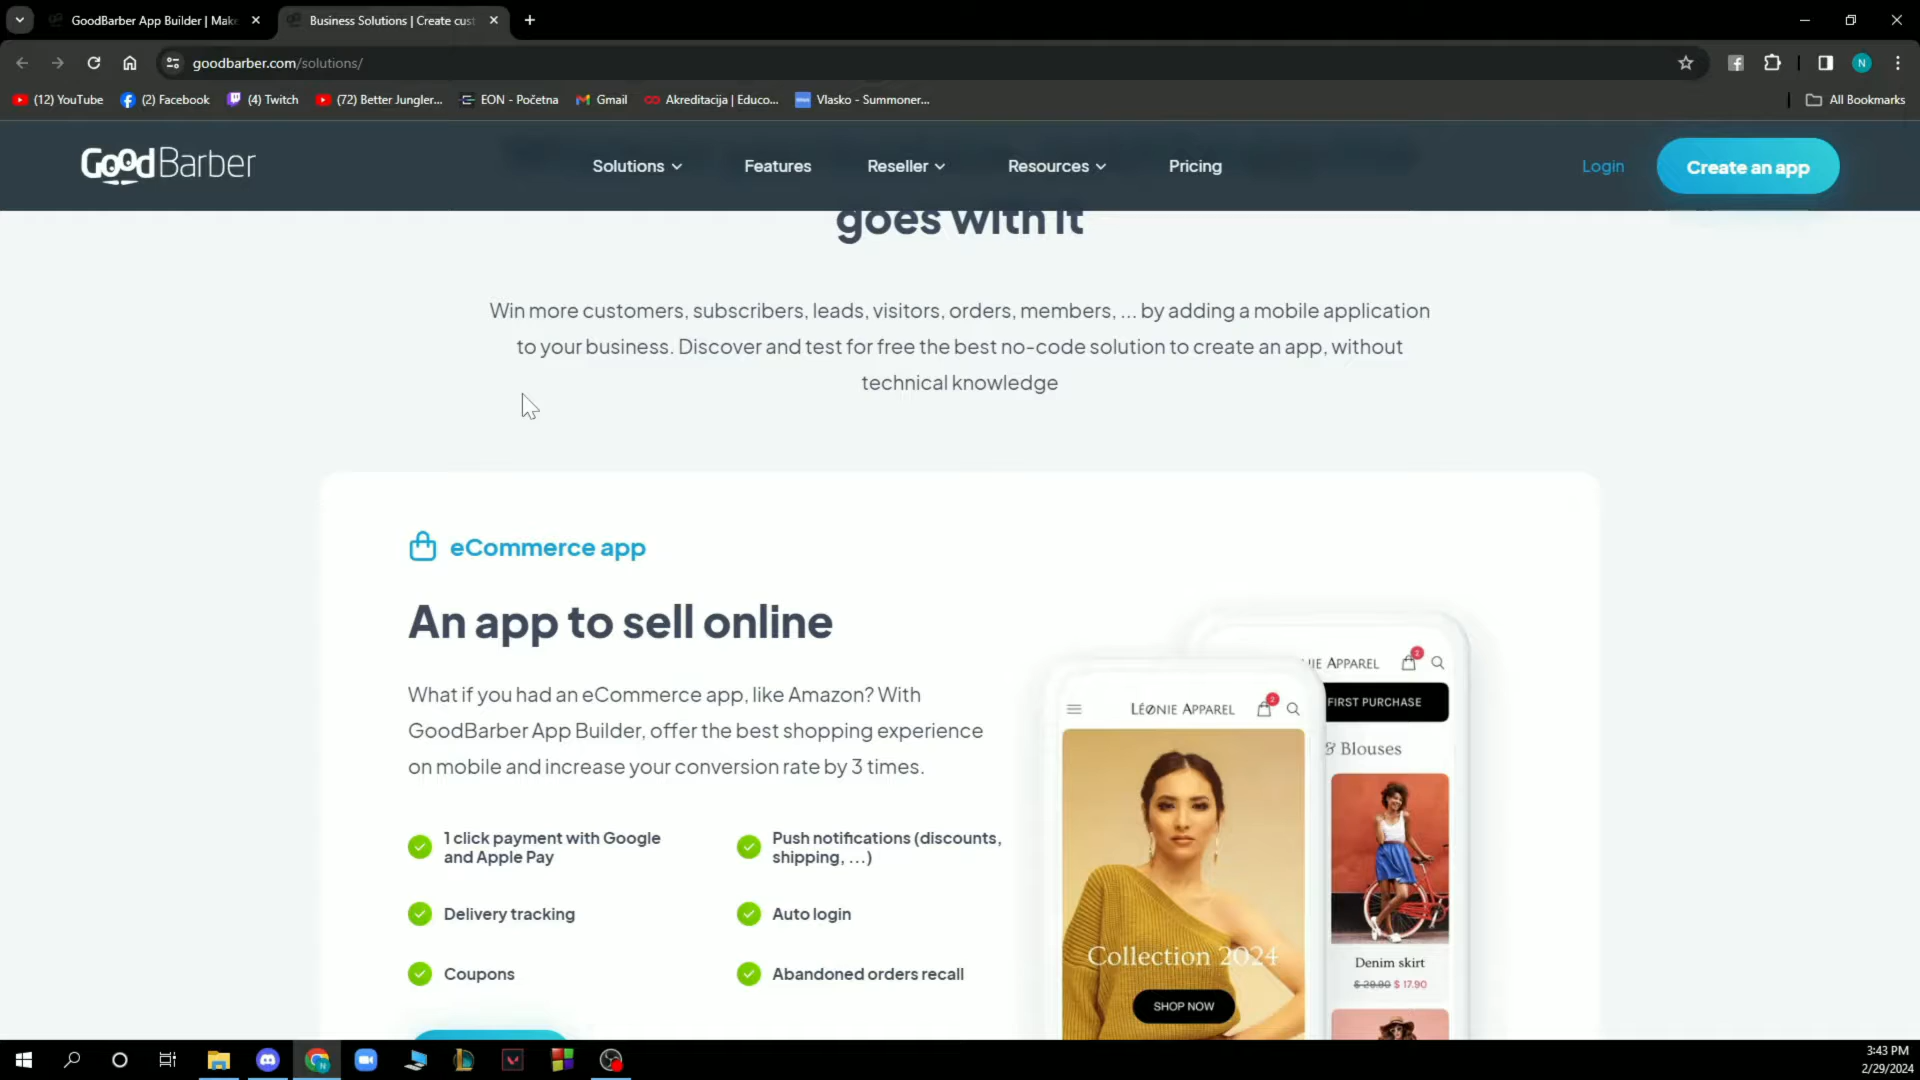 GoodBarber App Builder | Mak
Business Solutions | Create cust
goodbarber.com/solutions/
(12) YouTube
(2) Facebook
(4) Twitch
(72) Better Jungler...
EON - Početna
Gmail
Akreditacija | Educo...
Vlasko - Summoner...
All Bookmarks
GoodBarber
Solutions
Features
Reseller
Resources
Pricing
Login
Create an app
goes with it
Win more customers, subscribers, leads, visitors, orders, members, ... by adding a mobile application
to your business. Discover and test for free the best no-code solution to create an app, without
technical knowledge
eCommerce app
An app to sell online
What if you had an eCommerce app, like Amazon? With
GoodBarber App Builder, offer the best shopping experience
on mobile and increase your conversion rate by 3 times.
1 click payment with Google
and Apple Pay
Push notifications (discounts,
shipping, ...)
Delivery tracking
Auto login
Coupons
Abandoned orders recall
NIE APPAREL
FIRST PURCHASE
& Blouses
Denim skirt
$ 29.90 $ 17.90
LÉONIE APPAREL
2
Collection 2024
SHOP NOW
N
3:43 PM
2/29/2024